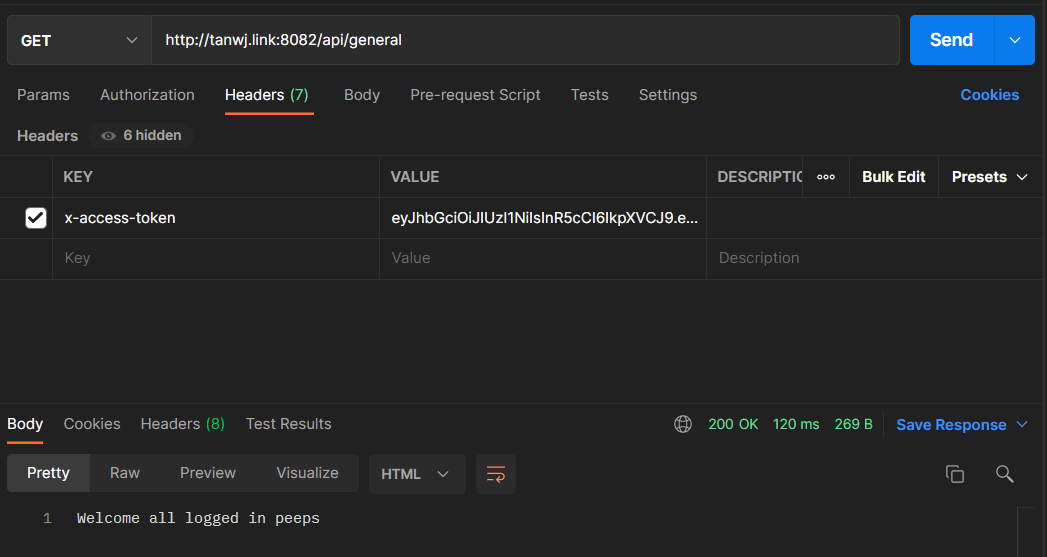 GET http://tanwj.link:8082/api/general Send
Params Authorization Headers (7) Body Pre-request Script Tests Settings Cookies
Headers 6 hidden
KEY VALUE DESCRIPTIO ooo Bulk Edit Presets
x-access-token eyJhbGciOiJIUzI1NiIsInR5cCI6IkpXVCJ9.e...
Key Value Description
Body Cookies Headers (8) Test Results 200 OK 120 ms 269 B Save Response
Pretty Raw Preview Visualize HTML
1 Welcome all logged in peeps